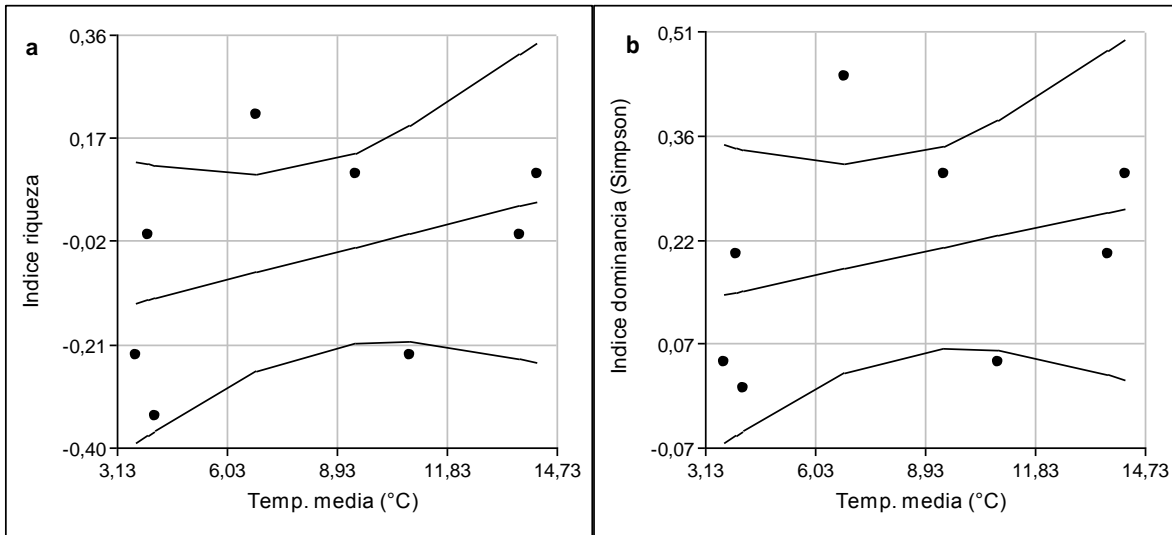 a
0,36
0,17
-0,02
-0,21
-0,40
3,13 6,03 8,93 11,83 14,73
Temp. media (°C)
Indice riqueza
b
0,51
0,36
0,22
0,07
-0,07
3,13 6,03 8,93 11,83 14,73
Temp. media (°C)
Indice dominancia (Simpson)